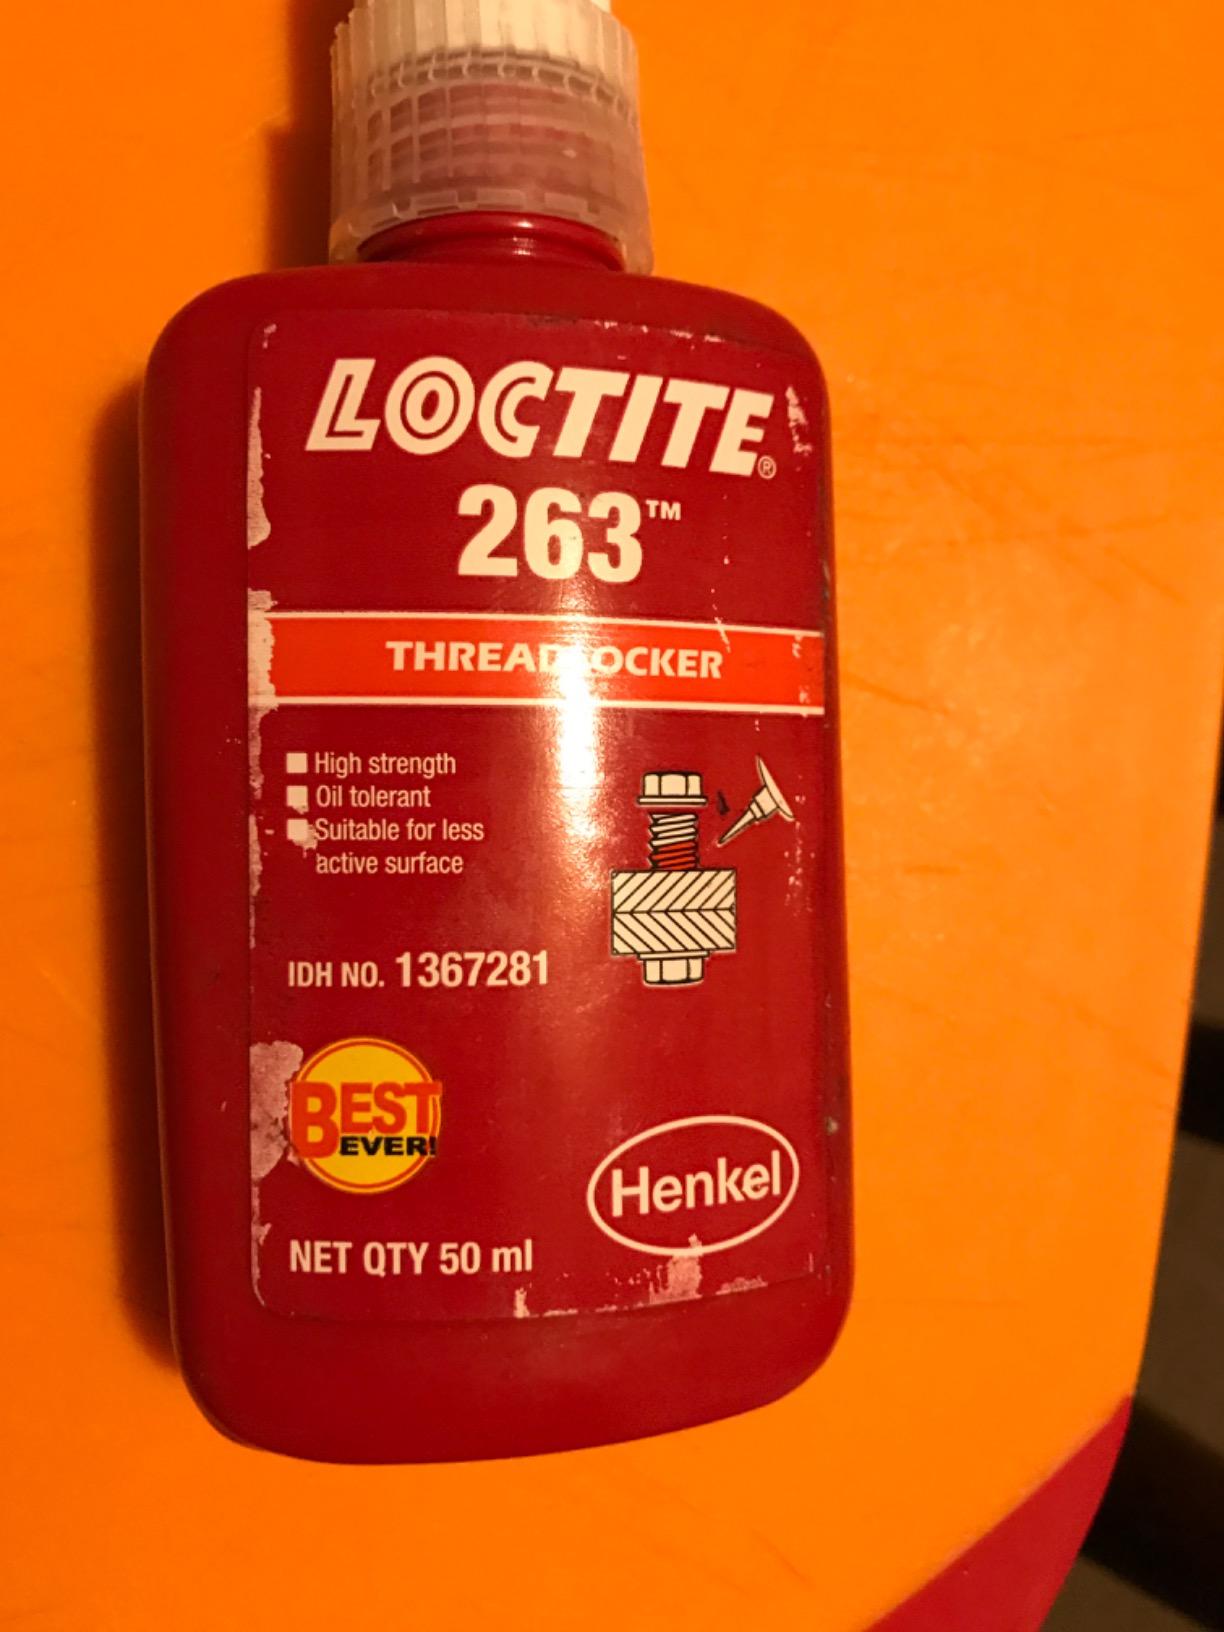 LOCTITE®
263™
THREADLOCKER
High strength
Oil tolerant
Suitable for less
active surface
IDH NO. 1367281
BEST
EVER!
Henkel
NET QTY 50 ml